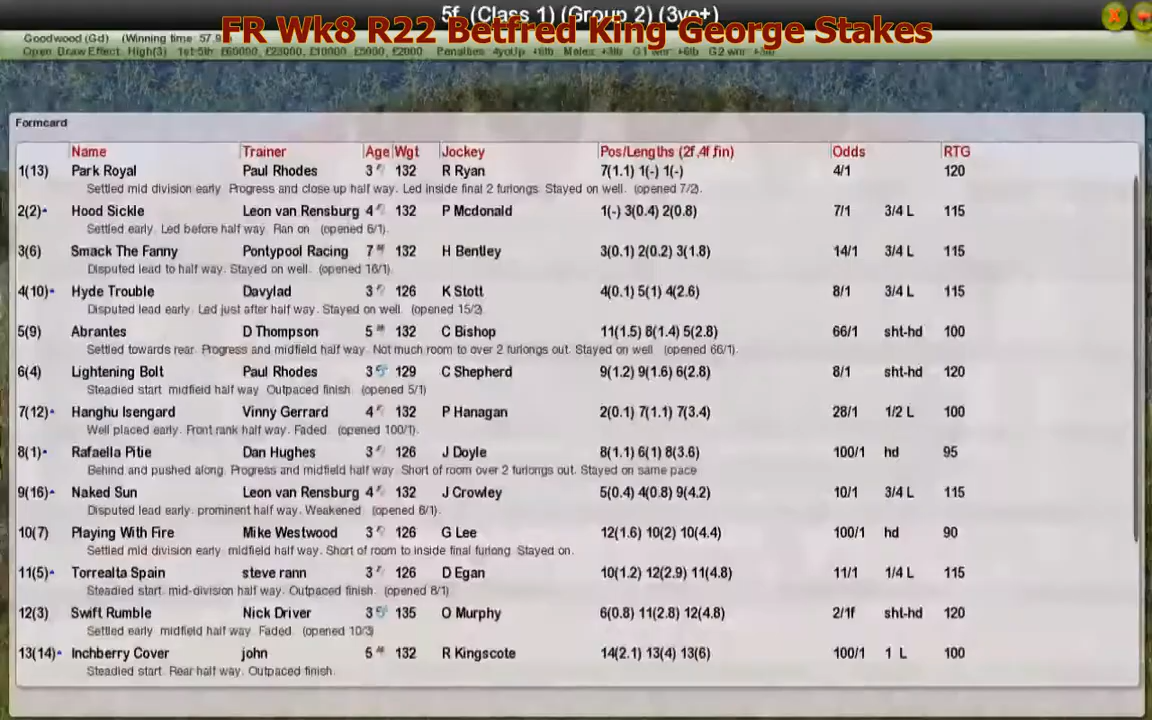 5f. (Class 1) (Group 2) (3yo+)
FR Wk8 R22 Betfred King George Stakes
Goodwood (Gd) (Winning time: 57.9
Open Draw Effect: High(3) 1st-5th £60000, £23000, £10000 £5000, £2000 Penalties: 4yoUp +6lb Males: +3lb G1 wnr: +6lb G2 wnr
Formcard
Name Trainer Age Wgt Jockey Pos/Lengths (2f,4f,fin) Odds RTG
1(13) Park Royal Paul Rhodes 3 132 R Ryan 7(1.1) 1(-) 1(-) 4/1 120
Settled mid division early. Progress and close up half way. Led inside final 2 furlongs. Stayed on well. (opened 7/2).
2(2) Hood Sickle Leon van Rensburg 4 132 P Mcdonald 1(-) 3(0.4) 2(0.8) 7/1 3/4 L 115
Settled early. Led before half way. Ran on (opened 6/1).
3(6) Smack The Fanny Pontypool Racing 7 132 H Bentley 3(0.1) 2(0.2) 3(1.8) 14/1 3/4 L 115
Disputed lead to half way. Stayed on well. (opened 16/1).
4(10) Hyde Trouble Davylad 3 126 K Stott 4(0.1) 5(1) 4(2.6) 8/1 3/4 L 115
Disputed lead early. Led just after half way. Stayed on well. (opened 15/2).
5(9) Abrantes D Thompson 5 132 C Bishop 11(1.5) 8(1.4) 5(2.8) 66/1 sht-hd 100
Settled towards rear. Progress and midfield half way. Not much room to over 2 furlongs out. Stayed on well (opened 66/1).
6(4) Lightening Bolt Paul Rhodes 3 129 C Shepherd 9(1.2) 9(1.6) 6(2.8) 8/1 sht-hd 120
Steadied start. midfield half way. Outpaced finish. (opened 5/1)
7(12) Hanghu Isengard Vinny Gerrard 4 132 P Hanagan 2(0.1) 7(1.1) 7(3.4) 28/1 1/2 L 100
Well placed early. Front rank half way. Faded. (opened 100/1).
8(1) Rafaella Pitie Dan Hughes 3 126 J Doyle 8(1.1) 6(1) 8(3.6) 100/1 hd 95
Behind and pushed along. Progress and midfield half way. Short of room over 2 furlongs out. Stayed on same pace
9(16) Naked Sun Leon van Rensburg 4 132 J Crowley 5(0.4) 4(0.8) 9(4.2) 10/1 3/4 L 115
Disputed lead early. prominent half way. Weakened. (opened 6/1).
10(7) Playing With Fire Mike Westwood 3 126 G Lee 12(1.6) 10(2) 10(4.4) 100/1 hd 90
Settled mid division early. midfield half way. Short of room to inside final furlong. Stayed on.
11(5) Torrealta Spain steve rann 3 126 D Egan 10(1.2) 12(2.9) 11(4.8) 11/1 1/4 L 115
Steadied start. mid-division half way. Outpaced finish. (opened 8/1)
12(3) Swift Rumble Nick Driver 3 135 O Murphy 6(0.8) 11(2.8) 12(4.8) 2/1f sht-hd 120
Settled early. midfield half way. Faded. (opened 10/3)
13(14) Inchberry Cover john 5 132 R Kingscote 14(2.1) 13(4) 13(6) 100/1 1 L 100
Steadied start. Rear half way. Outpaced finish.